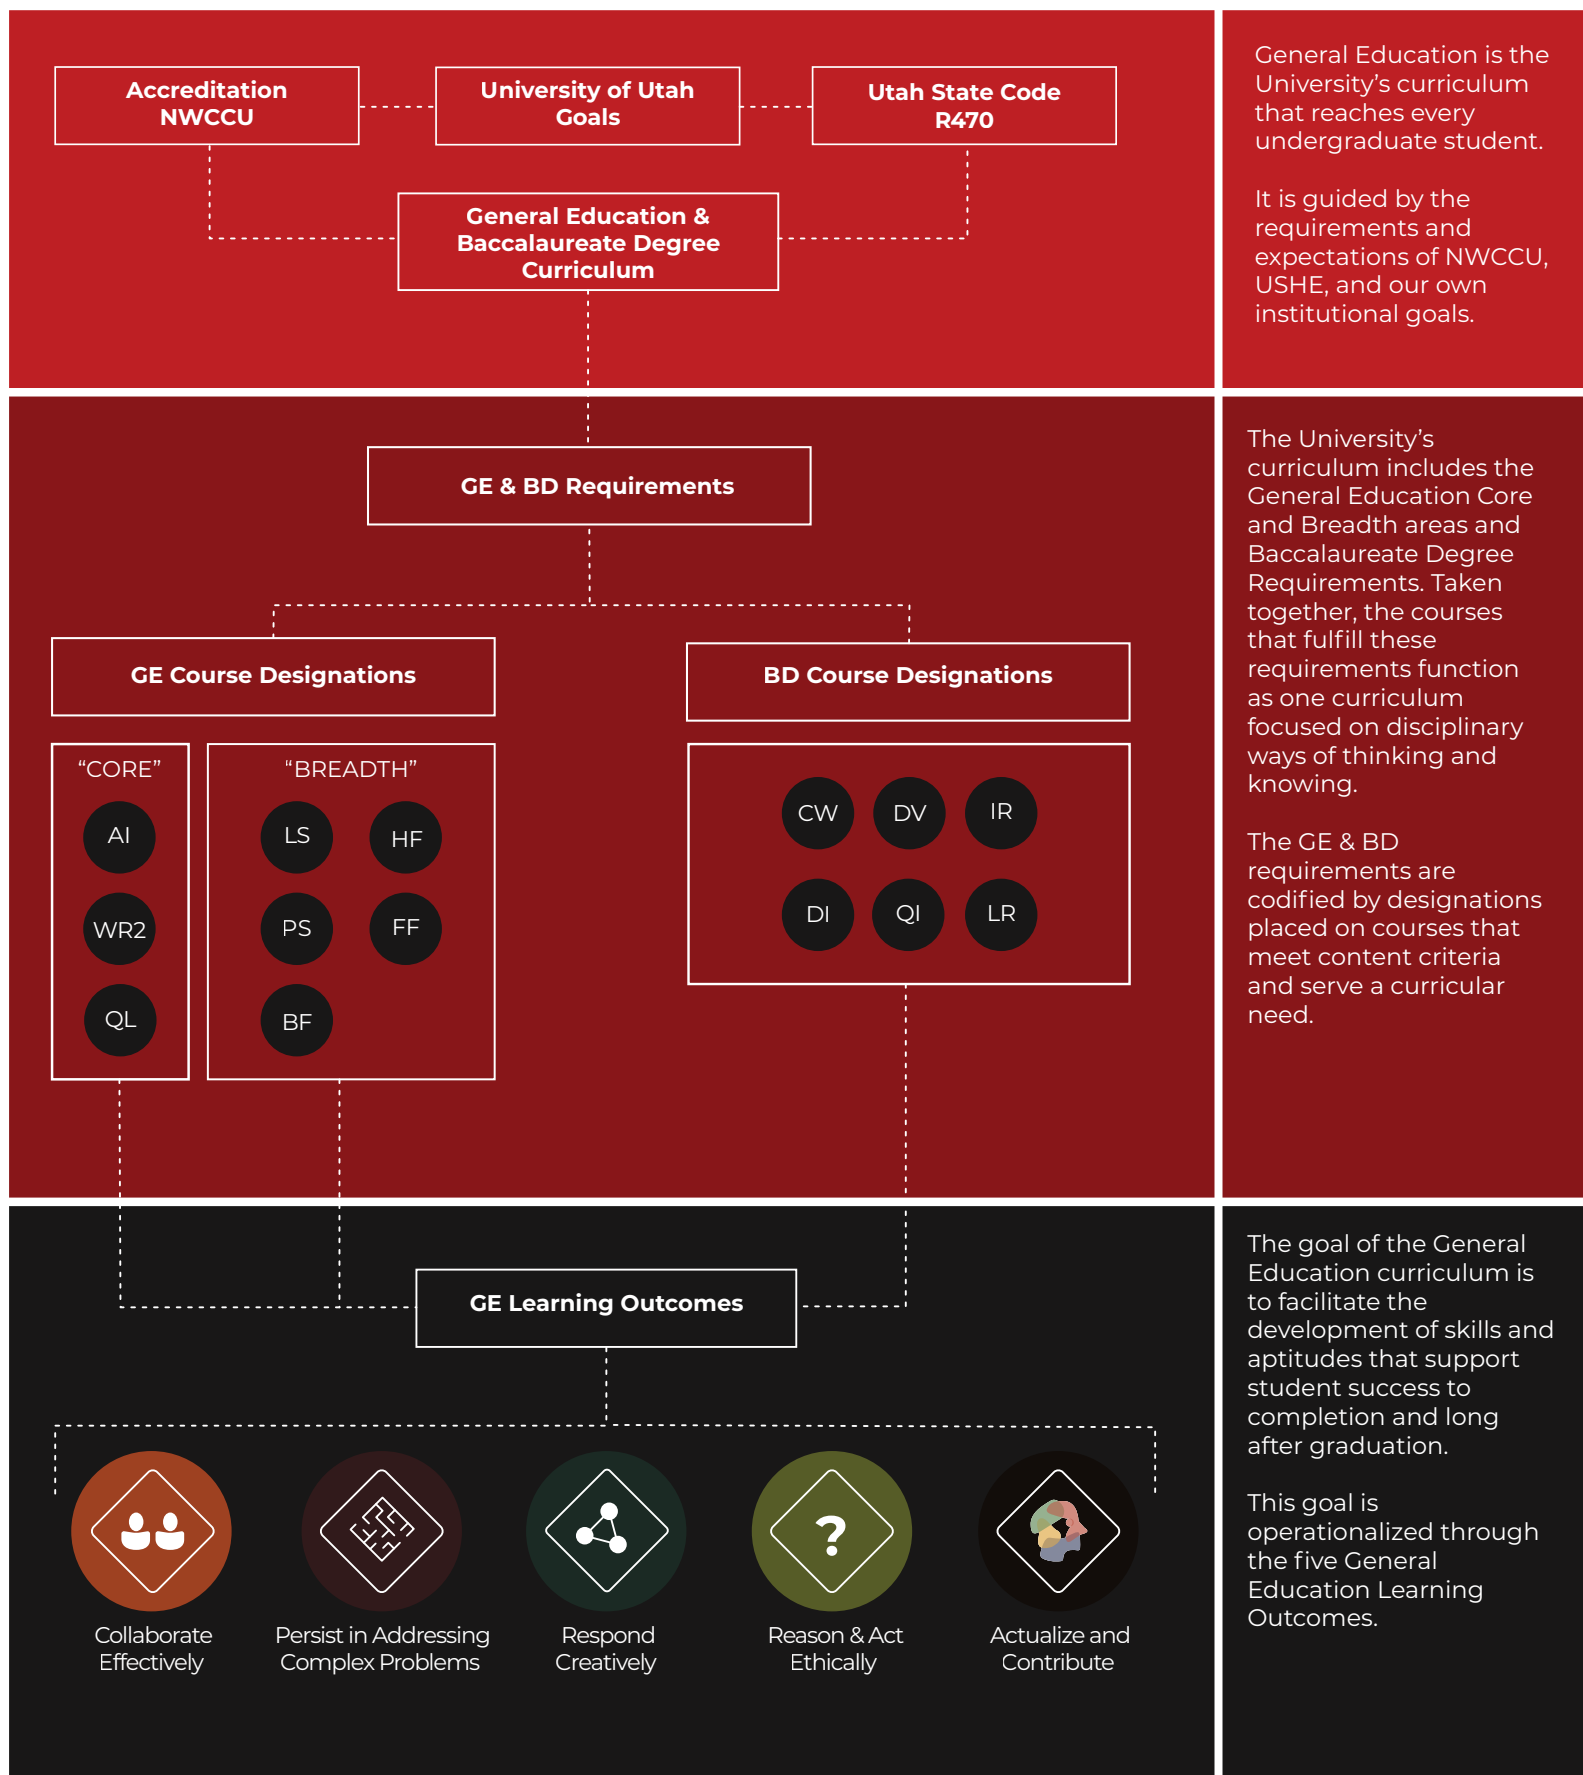 Accreditation
NWCCU
University of Utah
Goals
Utah State Code
R470
General Education &
Baccalaureate Degree
Curriculum
General Education is the
University’s curriculum
that reaches every
undergraduate student.
It is guided by the
requirements and
expectations of NWCCU,
USHE, and our own
institutional goals.
GE & BD Requirements
GE Course Designations
BD Course Designations
“CORE”
AI
WR2
QL
“BREADTH”
LS
HF
PS
FF
BF
CW
DV
IR
DI
QI
LR
The University’s
curriculum includes the
General Education Core
and Breadth areas and
Baccalaureate Degree
Requirements. Taken
together, the courses
that fulfill these
requirements function
as one curriculum
focused on disciplinary
ways of thinking and
knowing.
The GE & BD
requirements are
codified by designations
placed on courses that
meet content criteria
and serve a curricular
need.
GE Learning Outcomes
?
Collaborate
Effectively
Persist in Addressing
Complex Problems
Respond
Creatively
Reason & Act
Ethically
Actualize and
Contribute
The goal of the General
Education curriculum is
to facilitate the
development of skills and
aptitudes that support
student success to
completion and long
after graduation.
This goal is
operationalized through
the five General
Education Learning
Outcomes.